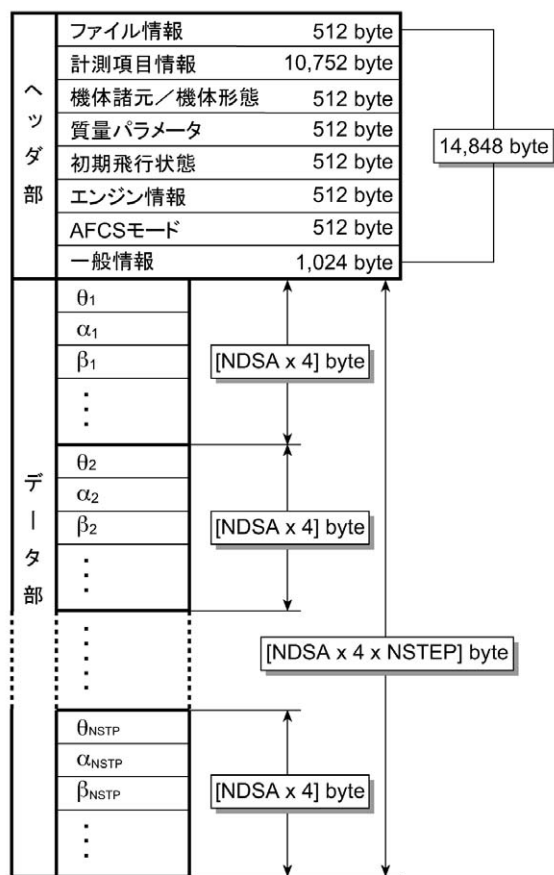 ヘッダ部
ファイル情報 512 byte
計測項目情報 10,752 byte
機体諸元／機体形態 512 byte
質量パラメータ 512 byte
初期飛行状態 512 byte
エンジン情報 512 byte
AFCSモード 512 byte
一般情報 1,024 byte
14,848 byte
データ部
θ1
α1
β1
⋮
[NDSA x 4] byte
θ2
α2
β2
⋮
[NDSA x 4] byte
⋮
[NDSA x 4 x NSTEP] byte
θNSTP
αNSTP
βNSTP
⋮
[NDSA x 4] byte